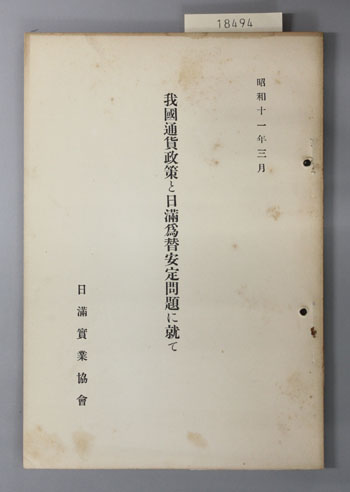 18494
昭和十一年三月
我國通貨政策と日滿爲替安定問題に就て
日滿實業協會